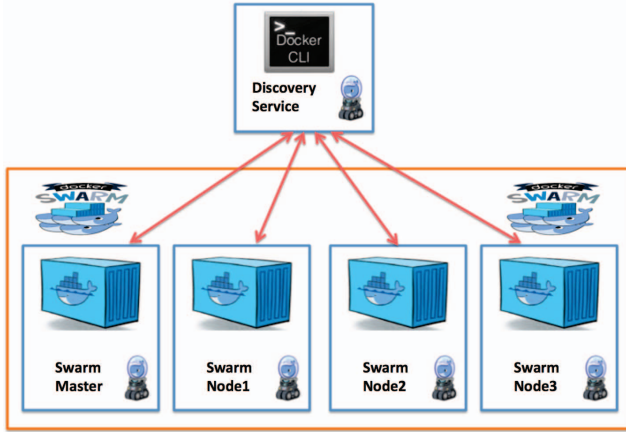 >_
Docker
CLI
Discovery
Service
docker
SWARM
docker
SWARM
Swarm
Master
Swarm
Node1
Swarm
Node2
Swarm
Node3